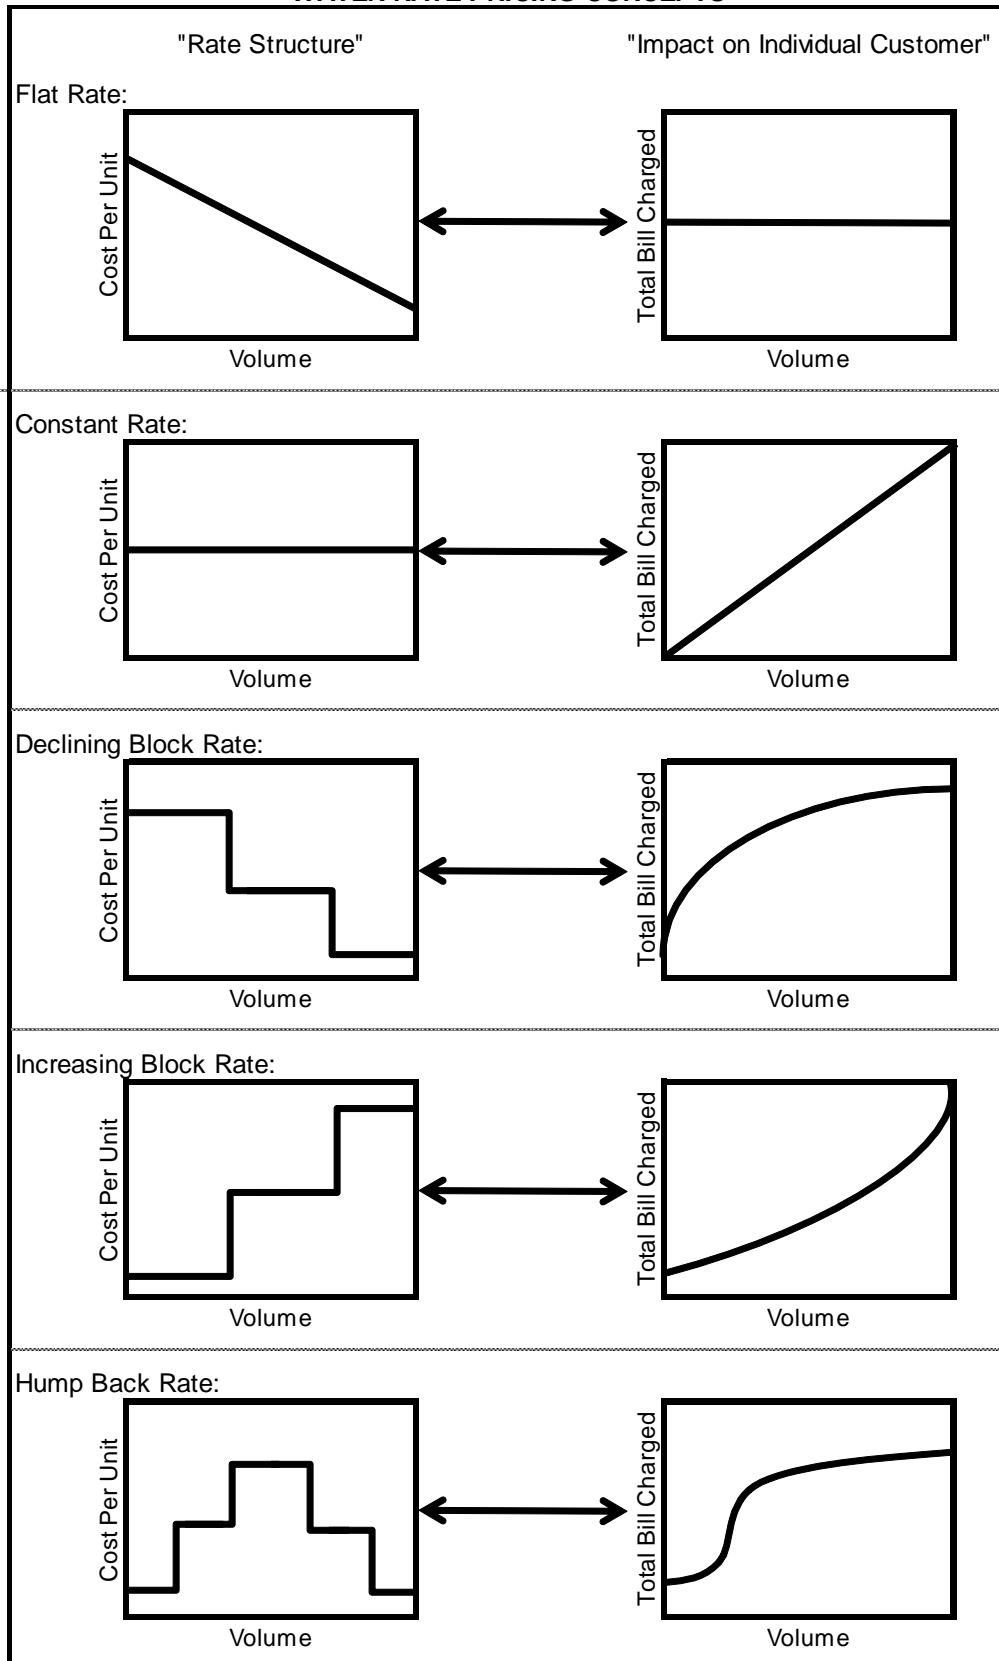 "Rate Structure"
"Impact on Individual Customer"
Flat Rate:
Cost Per Unit
Volume
Total Bill Charged
Volume
Constant Rate:
Cost Per Unit
Volume
Total Bill Charged
Volume
Declining Block Rate:
Cost Per Unit
Volume
Total Bill Charged
Volume
Increasing Block Rate:
Cost Per Unit
Volume
Total Bill Charged
Volume
Hump Back Rate:
Cost Per Unit
Volume
Total Bill Charged
Volume